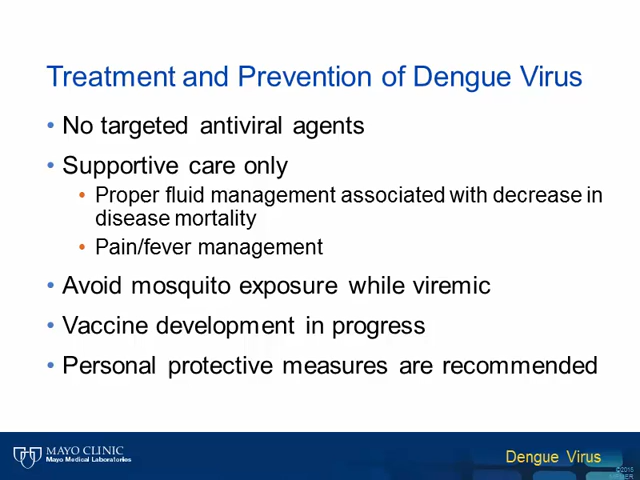 Treatment and Prevention of Dengue Virus
• No targeted antiviral agents
• Supportive care only
• Proper fluid management associated with decrease in
disease mortality
• Pain/fever management
• Avoid mosquito exposure while viremic
• Vaccine development in progress
• Personal protective measures are recommended
MAYO CLINIC
Mayo Medical Laboratories
Dengue Virus